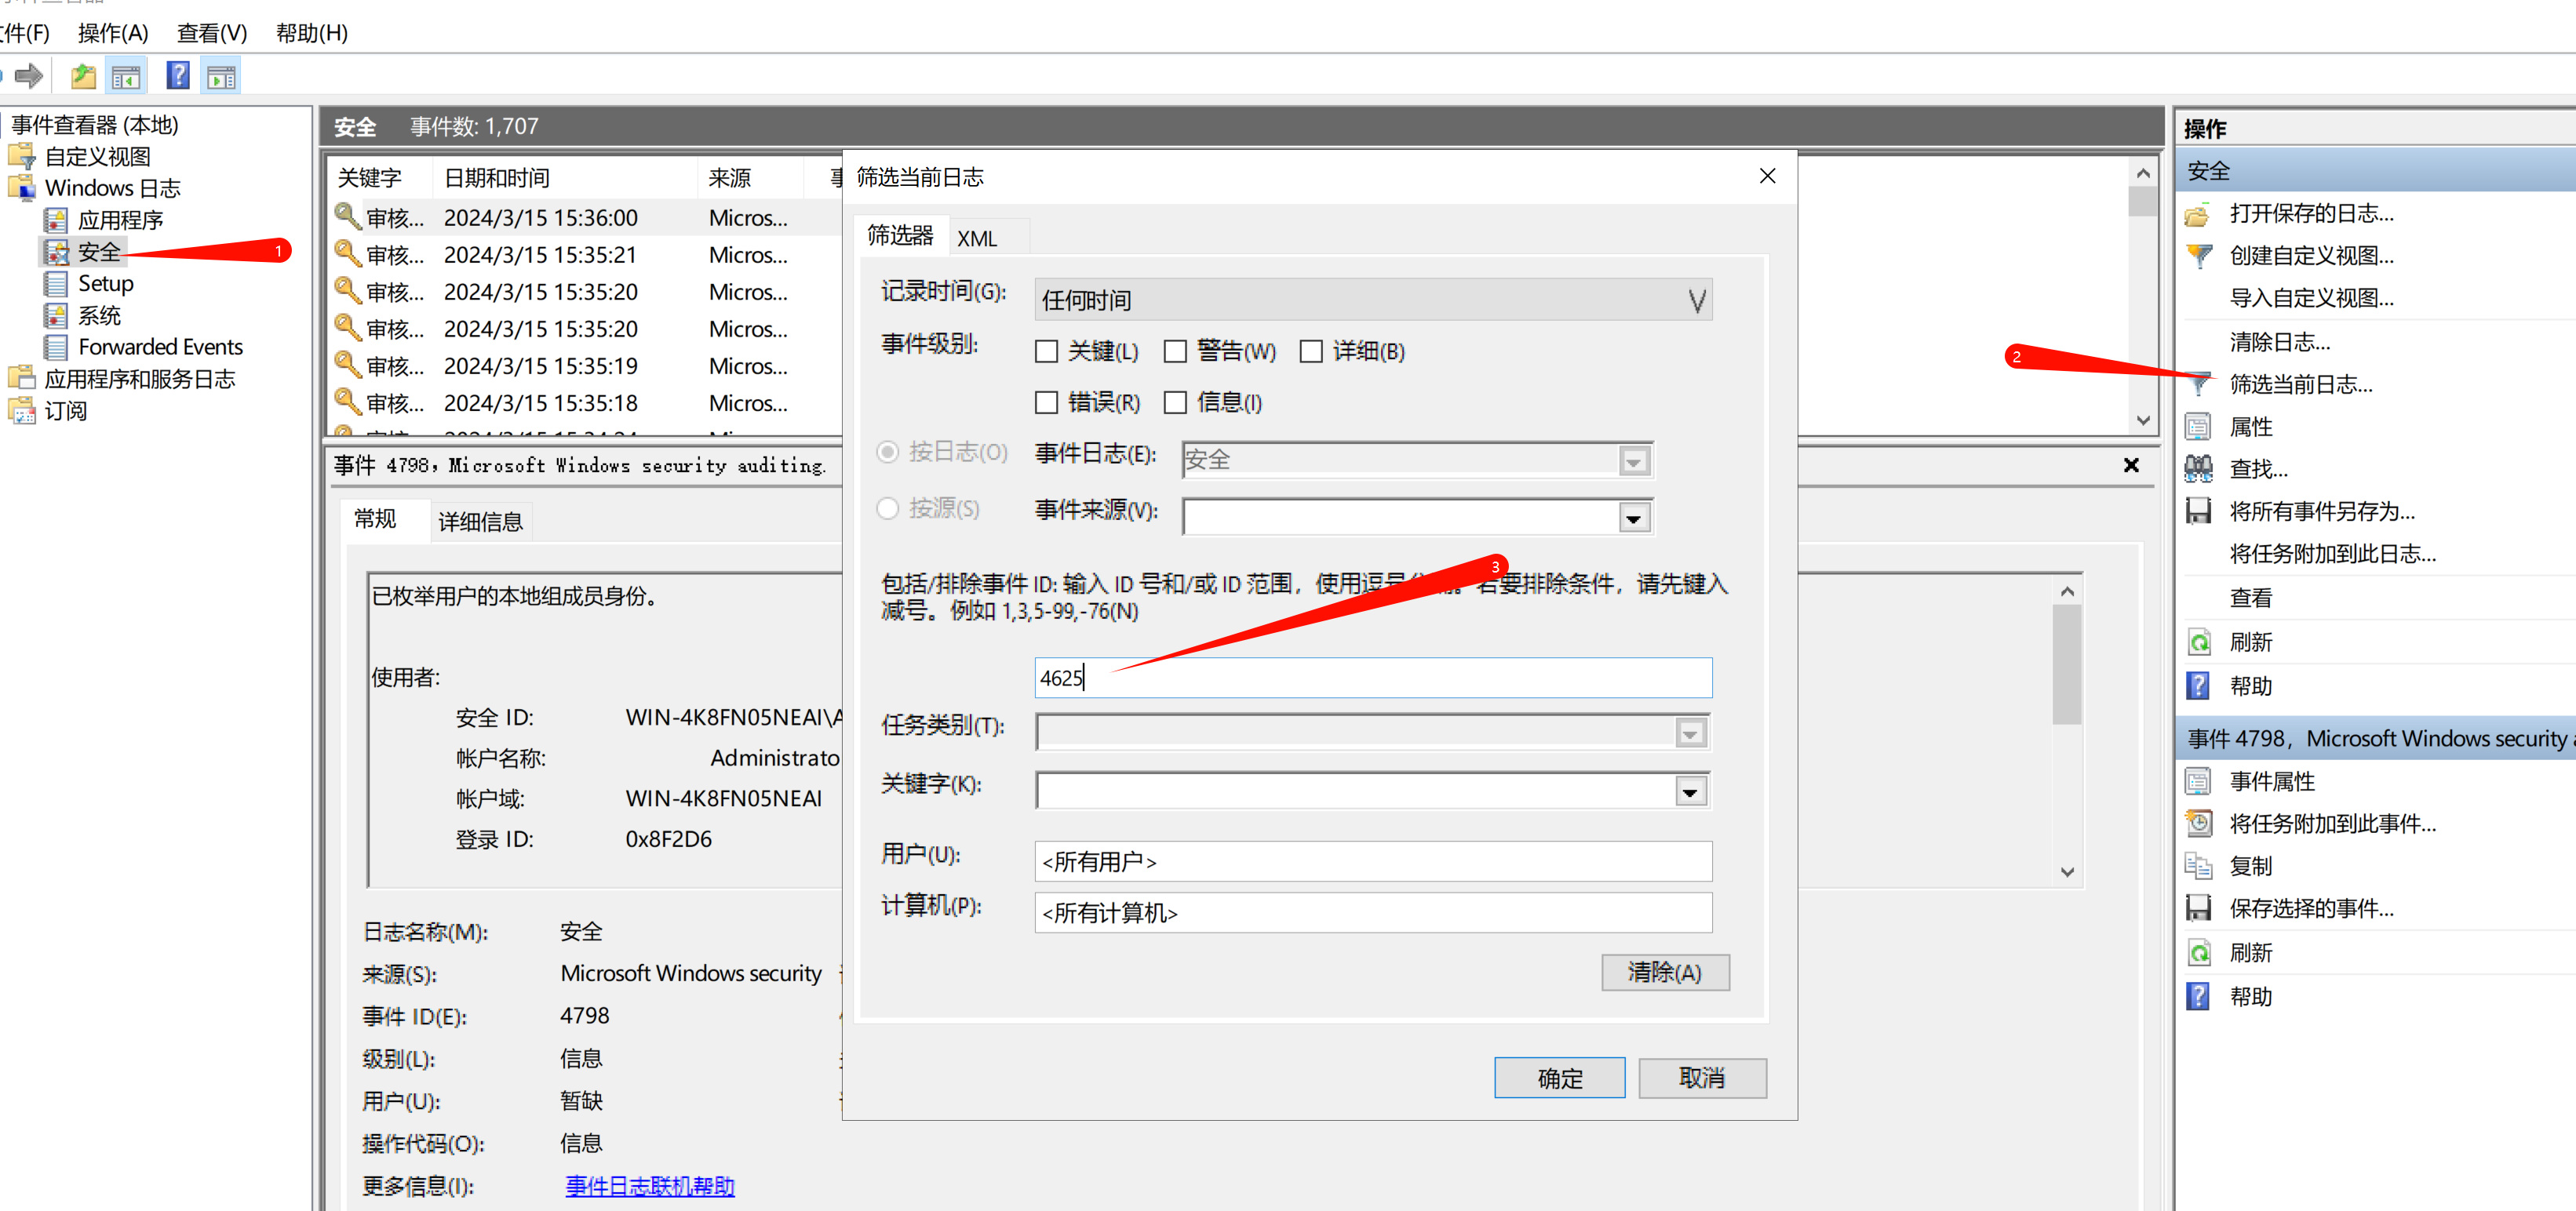 件(F) 操作(A) 查看(V) 帮助(H)
事件查看器 (本地)
自定义视图
Windows 日志
应用程序
安全
1
Setup
系统
Forwarded Events
应用程序和服务日志
订阅
安全 事件数: 1,707
关键字 日期和时间 来源
审核... 2024/3/15 15:36:00 Micros...
审核... 2024/3/15 15:35:21 Micros...
审核... 2024/3/15 15:35:20 Micros...
审核... 2024/3/15 15:35:20 Micros...
审核... 2024/3/15 15:35:19 Micros...
审核... 2024/3/15 15:35:18 Micros...
事件 4798, Microsoft Windows security auditing.
常规 详细信息
已枚举用户的本地组成员身份。
使用者:
安全 ID: WIN-4K8FN05NEAI\A
帐户名称: Administrato
帐户域: WIN-4K8FN05NEAI
登录 ID: 0x8F2D6
日志名称(M): 安全
来源(S): Microsoft Windows security
事件 ID(E): 4798
级别(L): 信息
用户(U): 暂缺
操作代码(O): 信息
更多信息(I): 事件日志联机帮助
筛选当前日志
筛选器 XML
记录时间(G): 任何时间
事件级别: 关键(L) 警告(W) 详细(B)
错误(R) 信息(I)
按日志(O) 事件日志(E): 安全
按源(S) 事件来源(V):
3
包括/排除事件 ID: 输入 ID 号和/或 ID 范围，使用逗号 。若要排除条件，请先键入
减号。例如 1,3,5-99,-76(N)
4625
任务类别(T):
关键字(K):
用户(U): <所有用户>
计算机(P): <所有计算机>
清除(A)
确定 取消
操作
安全
打开保存的日志...
创建自定义视图...
导入自定义视图...
清除日志...
2
筛选当前日志...
属性
查找...
将所有事件另存为...
将任务附加到此日志...
查看
刷新
帮助
事件 4798，Microsoft Windows security
事件属性
将任务附加到此事件...
复制
保存选择的事件...
刷新
帮助